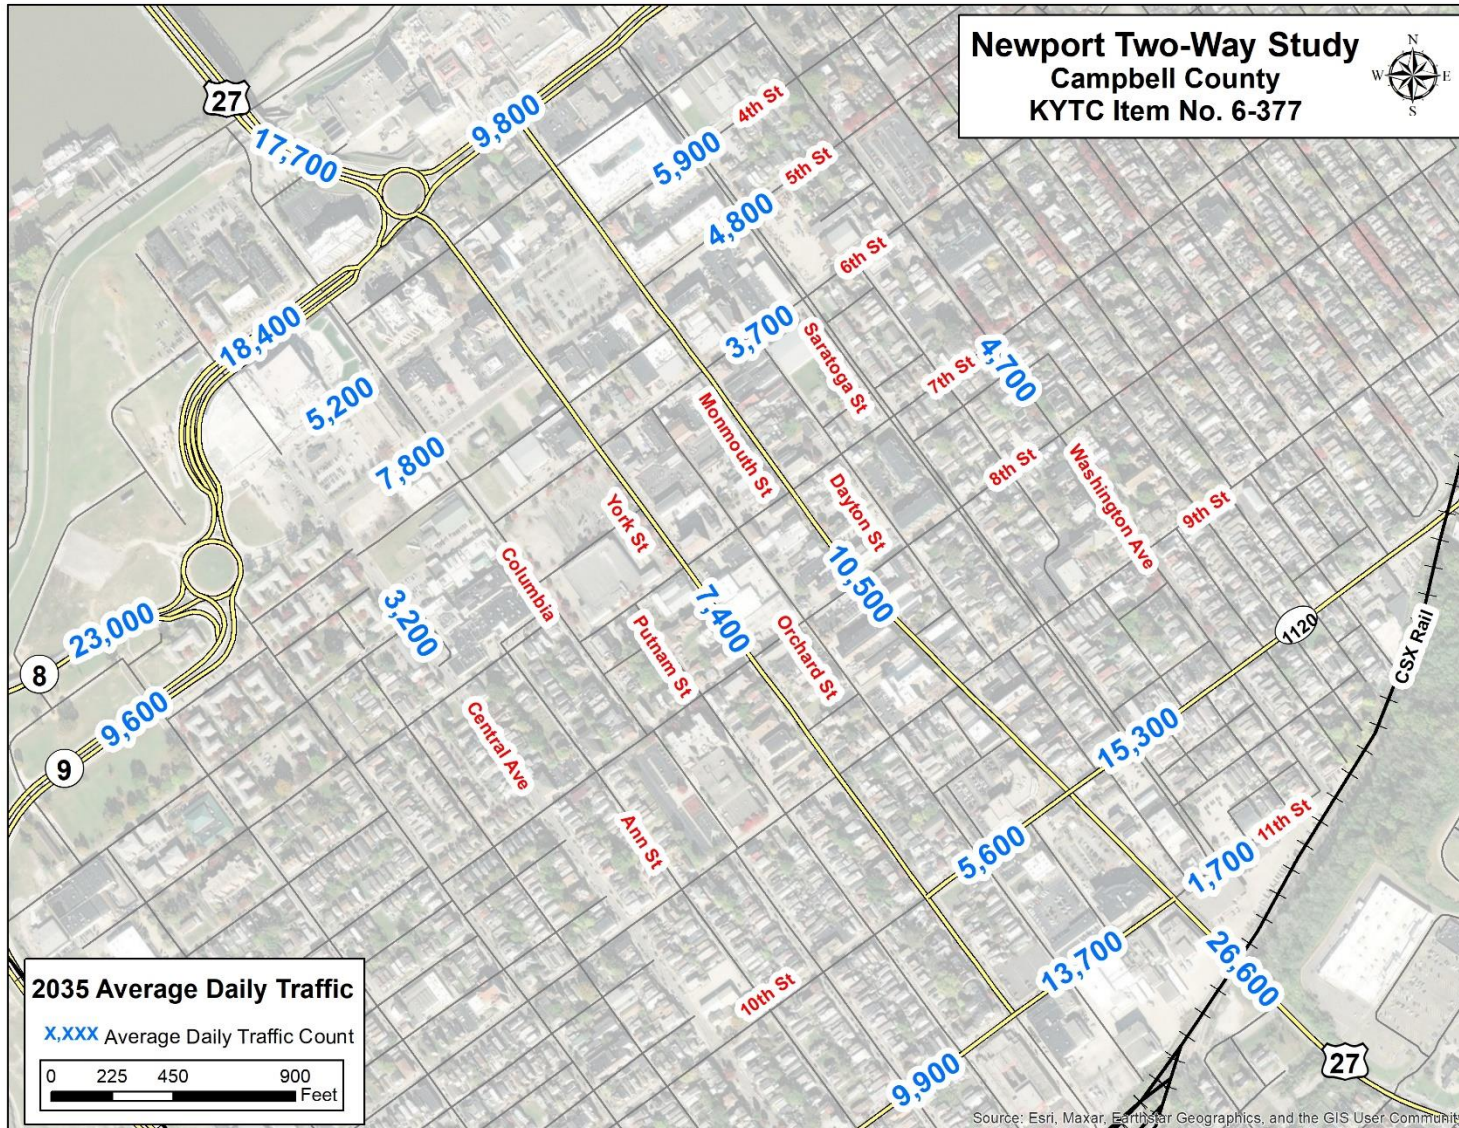 Newport Two-Way Study
Campbell County
KYTC Item No. 6-377
N
W E
S
27
17,700
9,800
4th St
5,900
5th St
4,800
6th St
18,400
3,700
Saratoga St
4,700
7th St
5,200
Monmouth St
7,800
8th St
Washington Ave
Dayton St
9th St
York St
Columbia
10,500
7,400
3,200
Putnam St
Orchard St
1120
CSX Rail
23,000
8
9,600
9
Central Ave
15,300
Ann St
5,600
11th St
1,700
13,700
26,600
10th St
9,900
27
2035 Average Daily Traffic
X,XXX Average Daily Traffic Count
0 225 450 900
Feet
Source: Esri, Maxar, Earthstar Geographics, and the GIS User Community